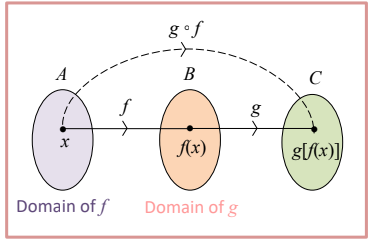 g ∘ f
A B C
f g
x f(x) g[f(x)]
Domain of f Domain of g